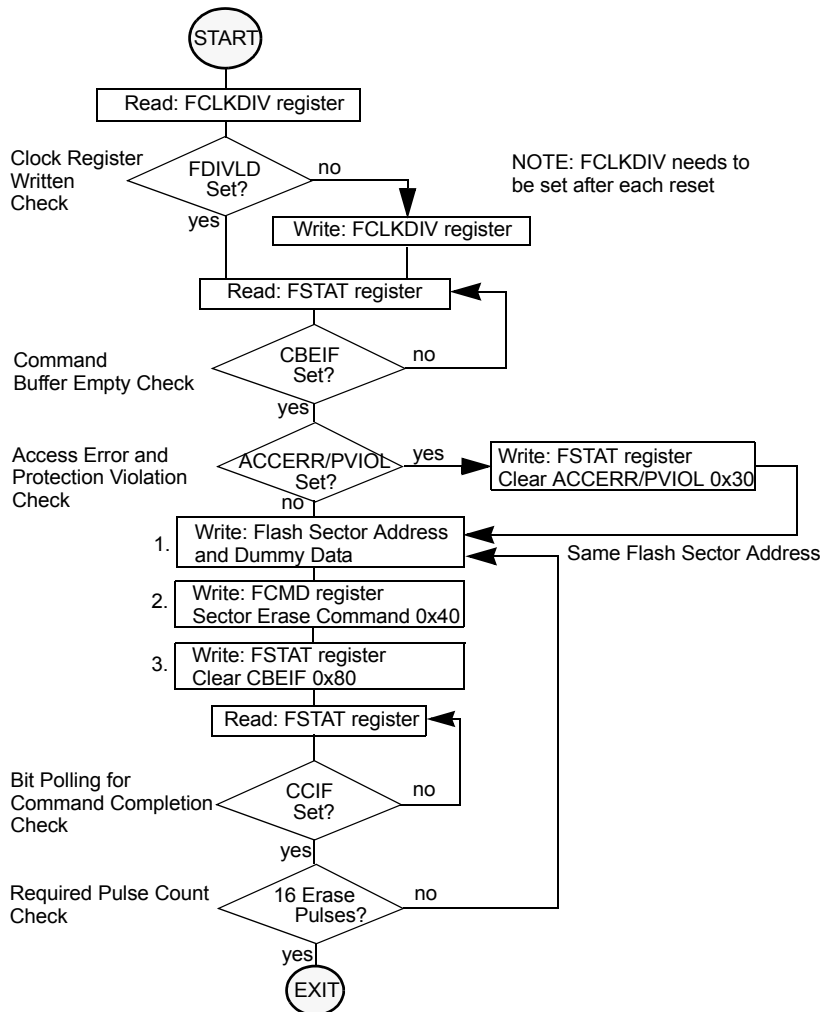 START
Read: FCLKDIV register
Clock Register
Written
Check
FDIVLD
Set?
no
yes
NOTE: FCLKDIV needs to
be set after each reset
Write: FCLKDIV register
Read: FSTAT register
Command
Buffer Empty Check
CBEIF
Set?
no
yes
Access Error and
Protection Violation
Check
ACCERR/PVIOL
Set?
yes
no
Write: FSTAT register
Clear ACCERR/PVIOL 0x30
1.
Write: Flash Sector Address
and Dummy Data
Same Flash Sector Address
2.
Write: FCMD register
Sector Erase Command 0x40
3.
Write: FSTAT register
Clear CBEIF 0x80
Read: FSTAT register
Bit Polling for
Command Completion
Check
CCIF
Set?
no
yes
Required Pulse Count
Check
16 Erase
Pulses?
no
yes
EXIT